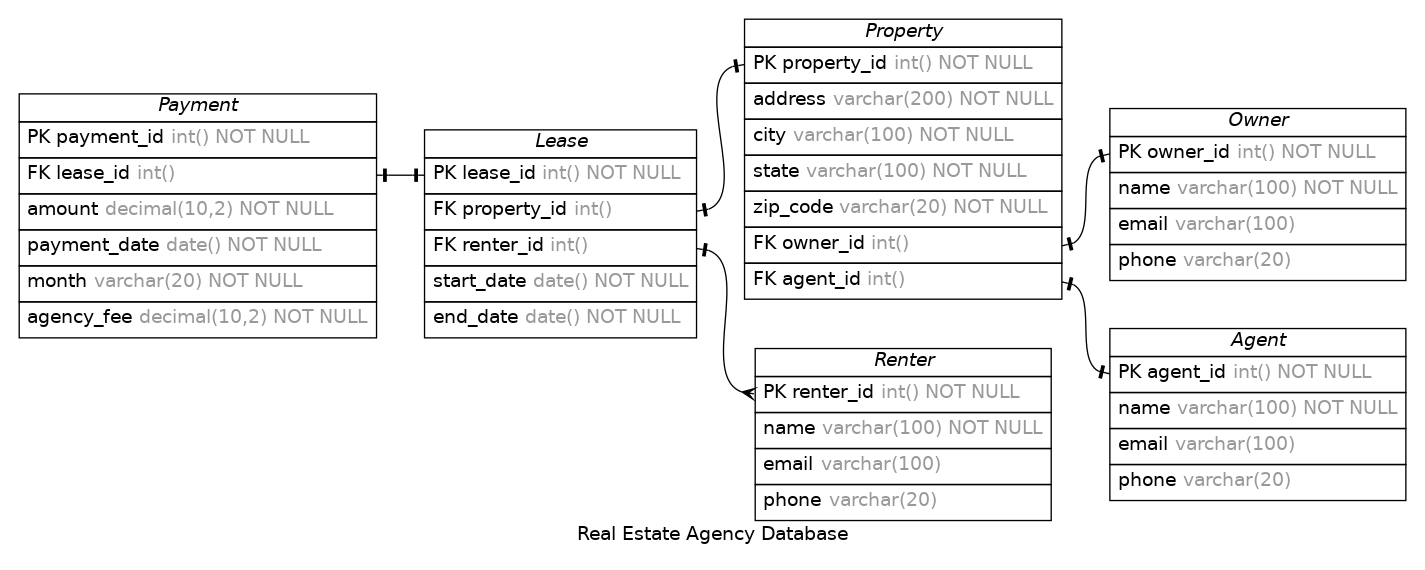 Payment
PK payment_id int() NOT NULL
FK lease_id int()
amount decimal(10,2) NOT NULL
payment_date date() NOT NULL
month varchar(20) NOT NULL
agency_fee decimal(10,2) NOT NULL
Lease
PK lease_id int() NOT NULL
FK property_id int()
FK renter_id int()
start_date date() NOT NULL
end_date date() NOT NULL
Property
PK property_id int() NOT NULL
address varchar(200) NOT NULL
city varchar(100) NOT NULL
state varchar(100) NOT NULL
zip_code varchar(20) NOT NULL
FK owner_id int()
FK agent_id int()
Renter
PK renter_id int() NOT NULL
name varchar(100) NOT NULL
email varchar(100)
phone varchar(20)
Owner
PK owner_id int() NOT NULL
name varchar(100) NOT NULL
email varchar(100)
phone varchar(20)
Agent
PK agent_id int() NOT NULL
name varchar(100) NOT NULL
email varchar(100)
phone varchar(20)
Real Estate Agency Database